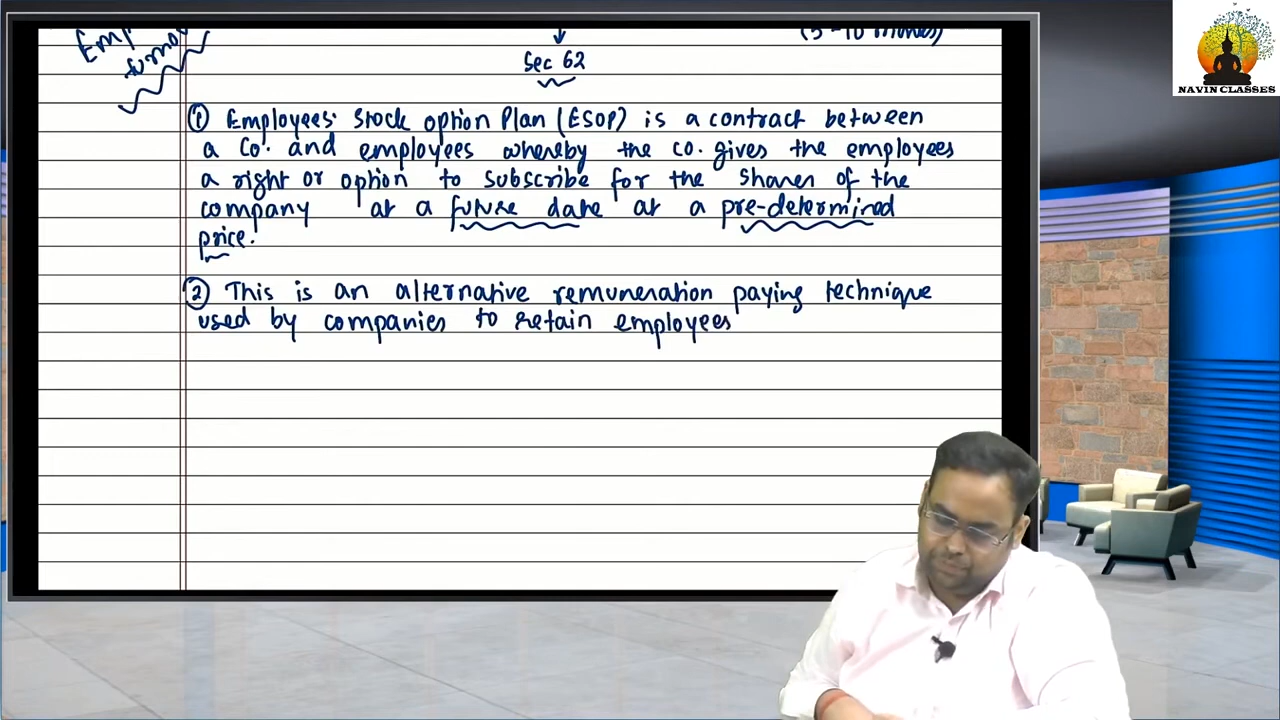 Sec 62
① Employees' Stock option Plan (ESOP) is a contract between
a Co. and employees whereby the co. gives the employees
a right or option to subscribe for the shares of the
company at a future date at a pre-determined
price.
② This is an alternative remuneration paying technique
used by companies to retain employees
NAVIN CLASSES